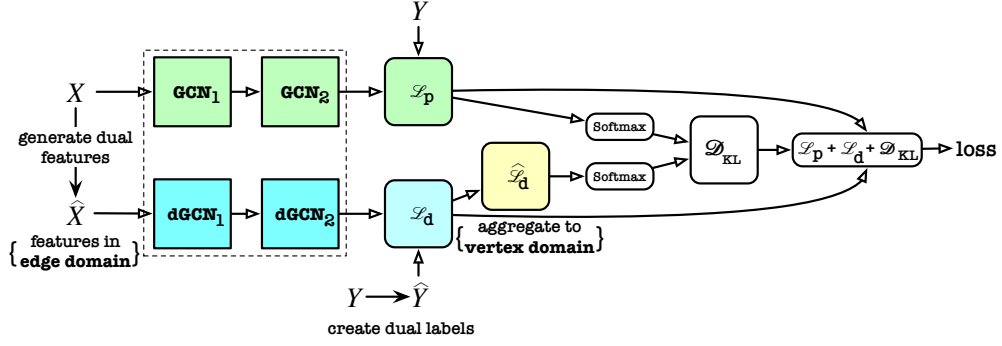 Y
X
GCN₁
GCN₂
ℒp
generate dual
features
Softmax
𝒟KL
ℒp + ℒd + 𝒟KL
loss
ℒ̂d
Softmax
X̂
dGCN₁
dGCN₂
ℒd
{ features in
edge domain }
{ aggregate to
vertex domain }
Y
Ŷ
create dual labels